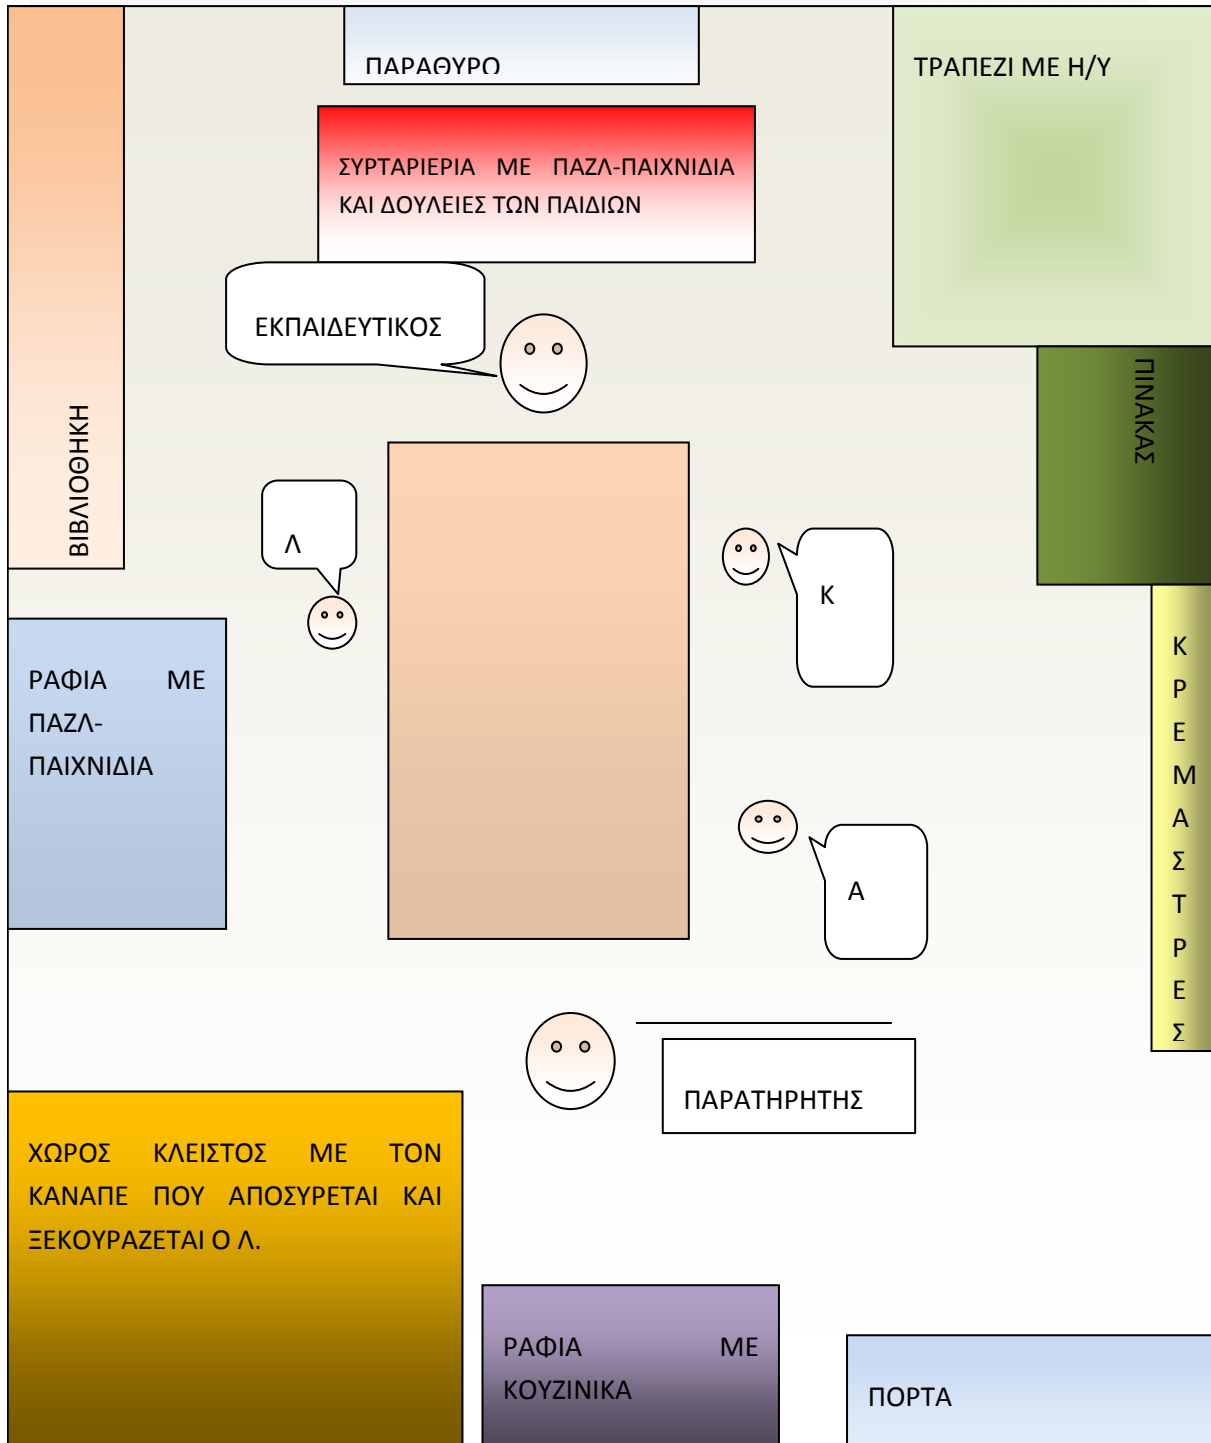 ΠΑΡΑΘΥΡΟ
ΤΡΑΠΕΖΙ ΜΕ Η/Υ
ΣΥΡΤΑΡΙΕΡΙΑ ΜΕ ΠΑΖΛ-ΠΑΙΧΝΙΔΙΑ
ΚΑΙ ΔΟΥΛΕΙΕΣ ΤΩΝ ΠΑΙΔΙΩΝ
ΕΚΠΑΙΔΕΥΤΙΚΟΣ
ΒΙΒΛΙΟΘΗΚΗ
ΠΙΝΑΚΑΣ
Λ
Κ
ΡΑΦΙΑ ΜΕ
ΠΑΖΛ-
ΠΑΙΧΝΙΔΙΑ
Κ
Ρ
Ε
Μ
Α
Σ
Τ
Ρ
Ε
Σ
Α
ΠΑΡΑΤΗΡΗΤΗΣ
ΧΩΡΟΣ ΚΛΕΙΣΤΟΣ ΜΕ ΤΟΝ
ΚΑΝΑΠΕ ΠΟΥ ΑΠΟΣΥΡΕΤΑΙ ΚΑΙ
ΞΕΚΟΥΡΑΖΕΤΑΙ Ο Λ.
ΡΑΦΙΑ ΜΕ
ΚΟΥΖΙΝΙΚΑ
ΠΟΡΤΑ